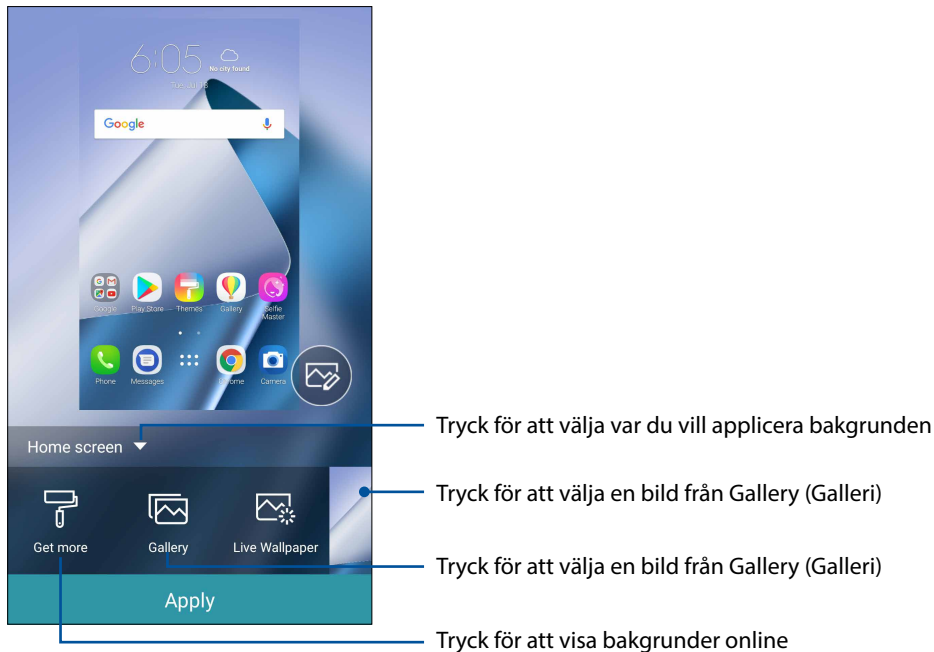 6:05
No city found
Tue, Jul 18
Google
Google Play Store Themes Gallery Selfie Master
Phone Messages Chrome Camera
Home screen
Tryck för att välja var du vill applicera bakgrunden
Tryck för att välja en bild från Gallery (Galleri)
Get more Gallery Live Wallpaper
Tryck för att välja en bild från Gallery (Galleri)
Apply
Tryck för att visa bakgrunder online